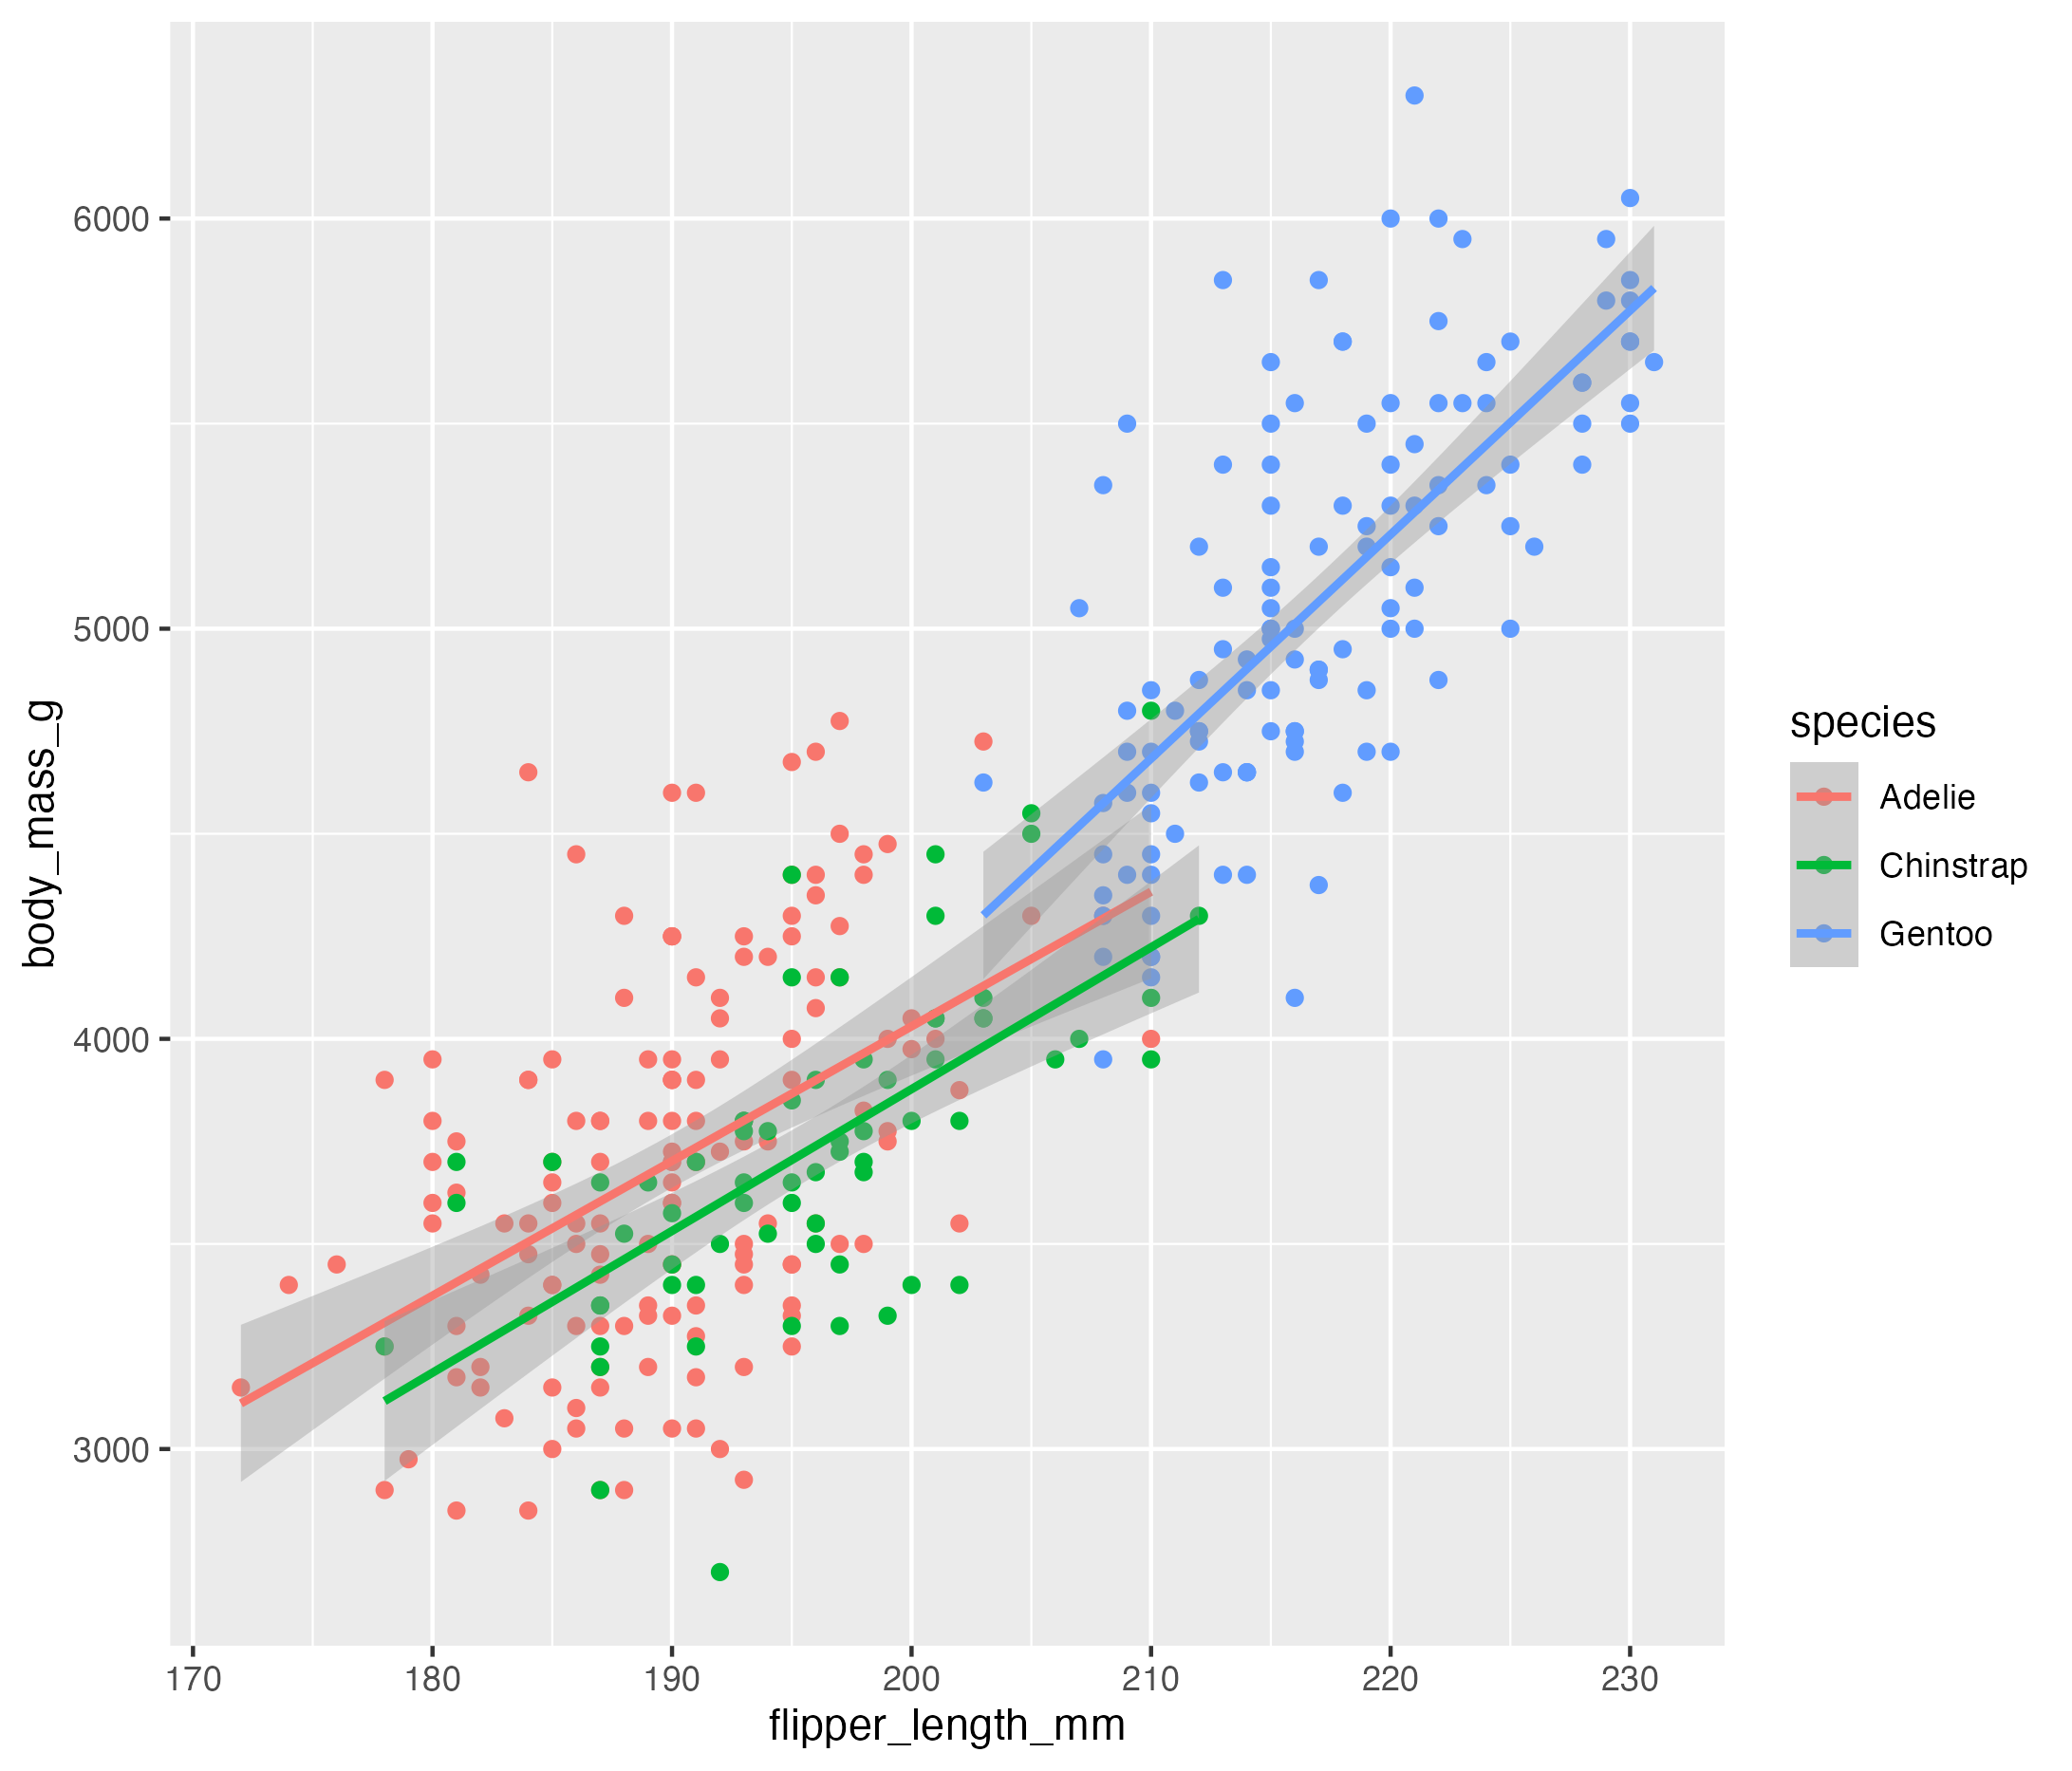 body_mass_g
6000
5000
4000
3000
170 180 190 200 210 220 230
flipper_length_mm
species
Adelie
Chinstrap
Gentoo